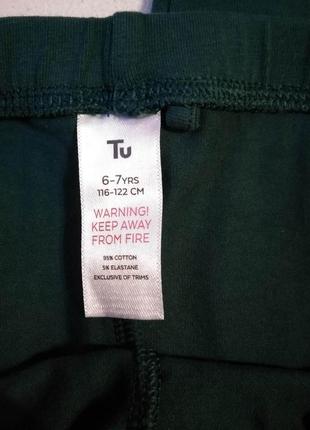 Tu
6-7YRS
116-122 CM
WARNING!
KEEP AWAY
FROM FIRE
95% COTTON
5% ELASTANE
EXCLUSIVE OF TRIMS